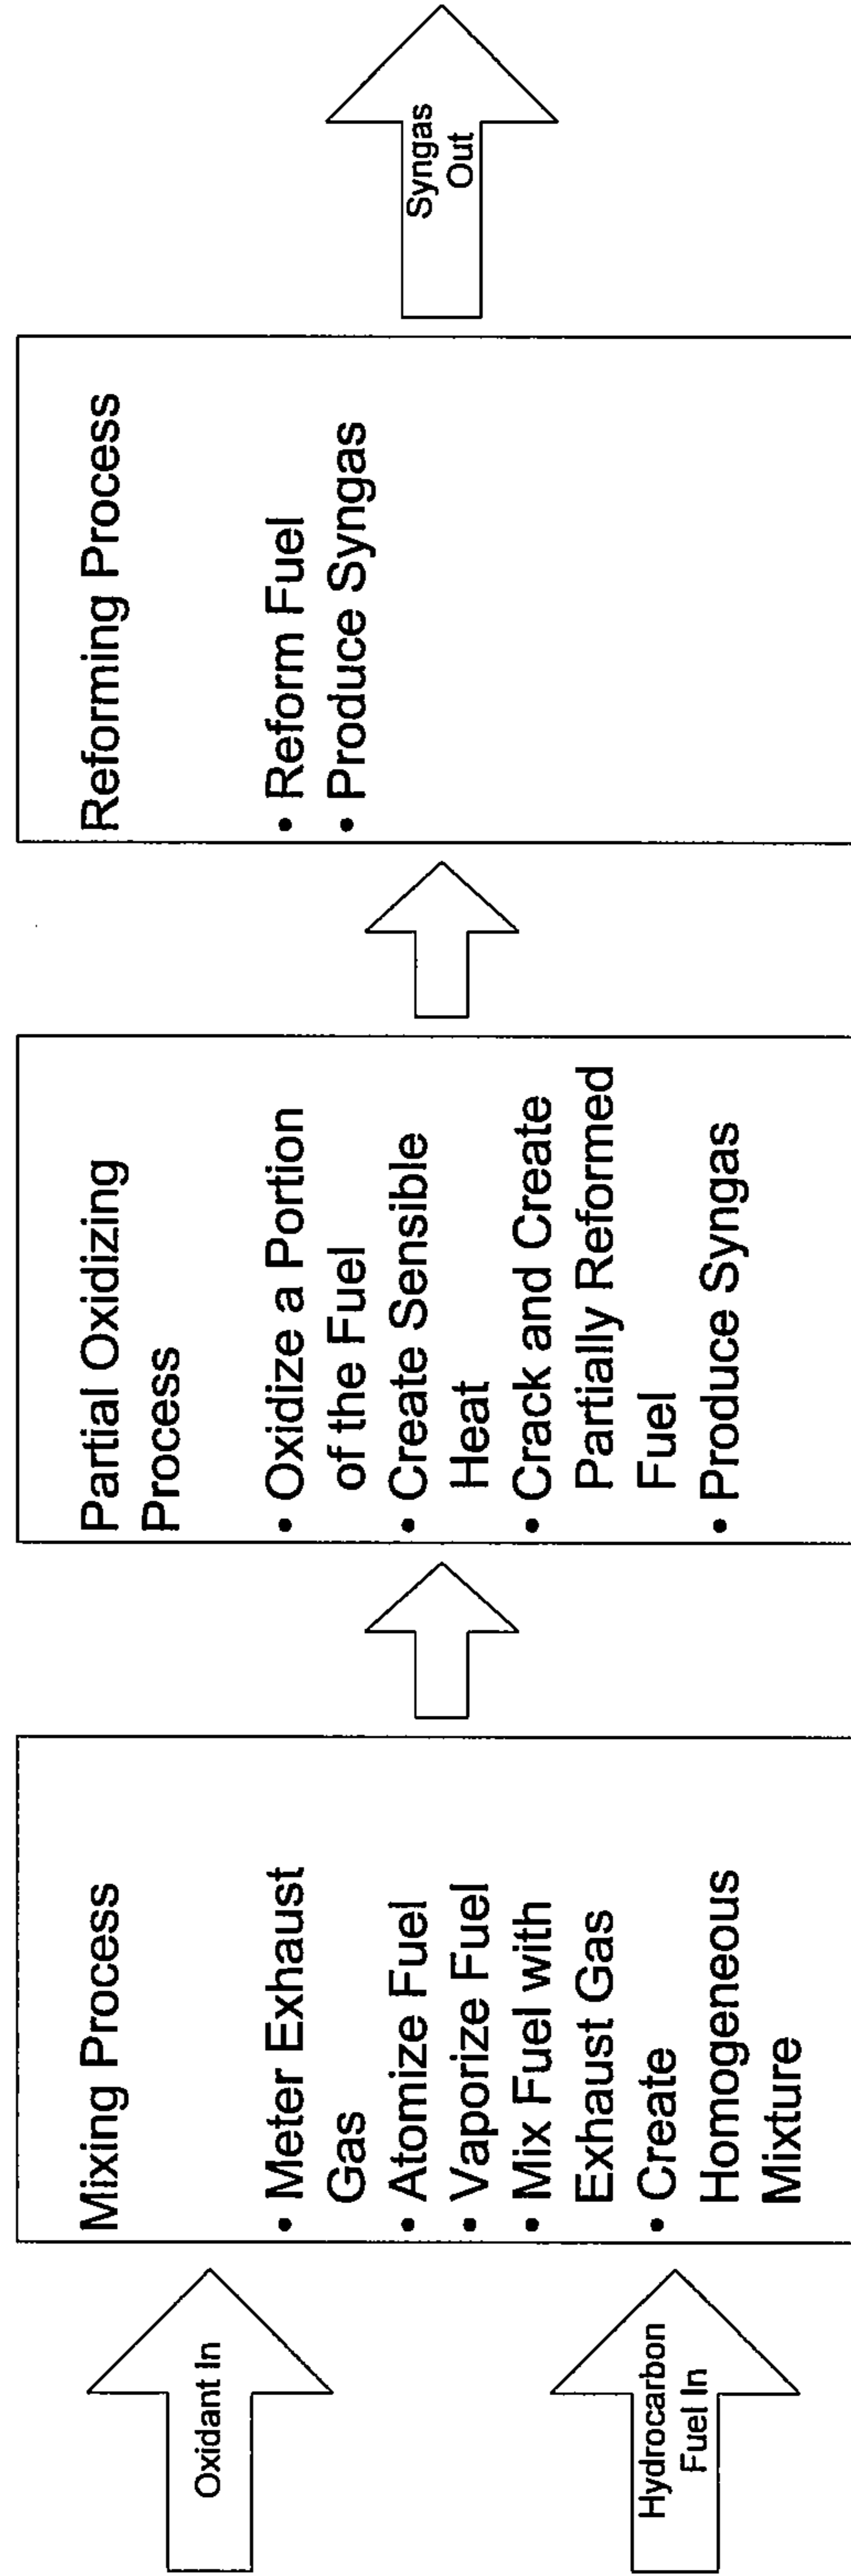 Oxidant In
Hydrocarbon
Fuel In
Mixing Process
• Meter Exhaust
Gas
• Atomize Fuel
• Vaporize Fuel
• Mix Fuel with
Exhaust Gas
• Create
Homogeneous
Mixture
Partial Oxidizing
Process
• Oxidize a Portion
of the Fuel
• Create Sensible
Heat
• Crack and Create
Partially Reformed
Fuel
• Produce Syngas
Reforming Process
• Reform Fuel
• Produce Syngas
Syngas
Out